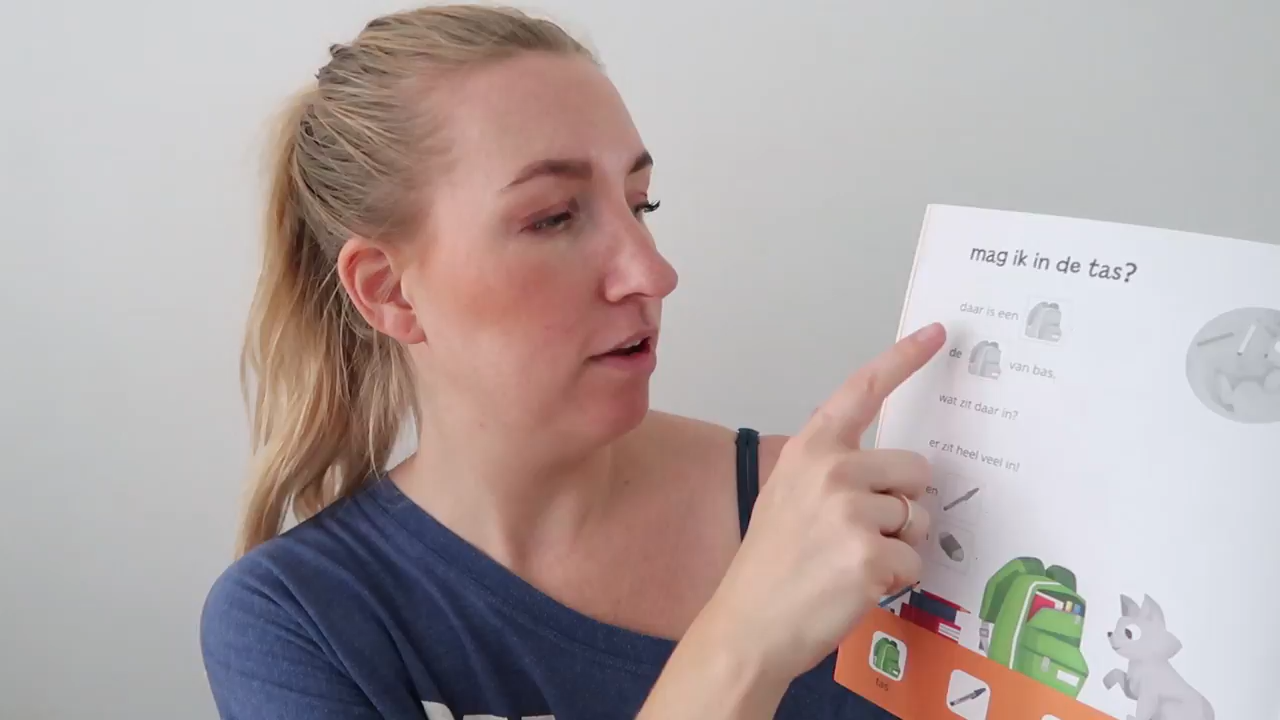 mag ik in de tas?
daar is een
de van bas.
wat zit daar in?
er zit heel veel in!
en
tas